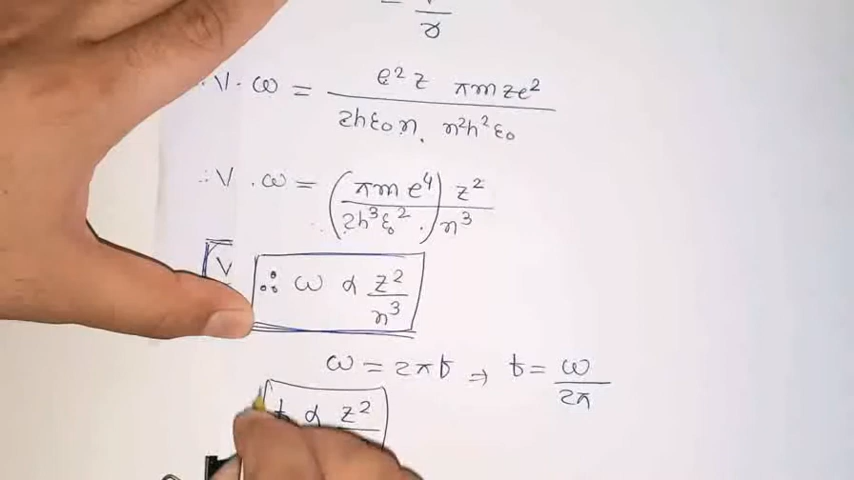 = V/r
∴ V. ω = e²z πmze² / 2hε₀n. n²h²ε₀
∴ V. ω = (πme⁴ / 2h³ε₀².) z² / n³
V
∴ ω α z² / n³
ω = 2πf ⇒ f = ω / 2π
f α z²